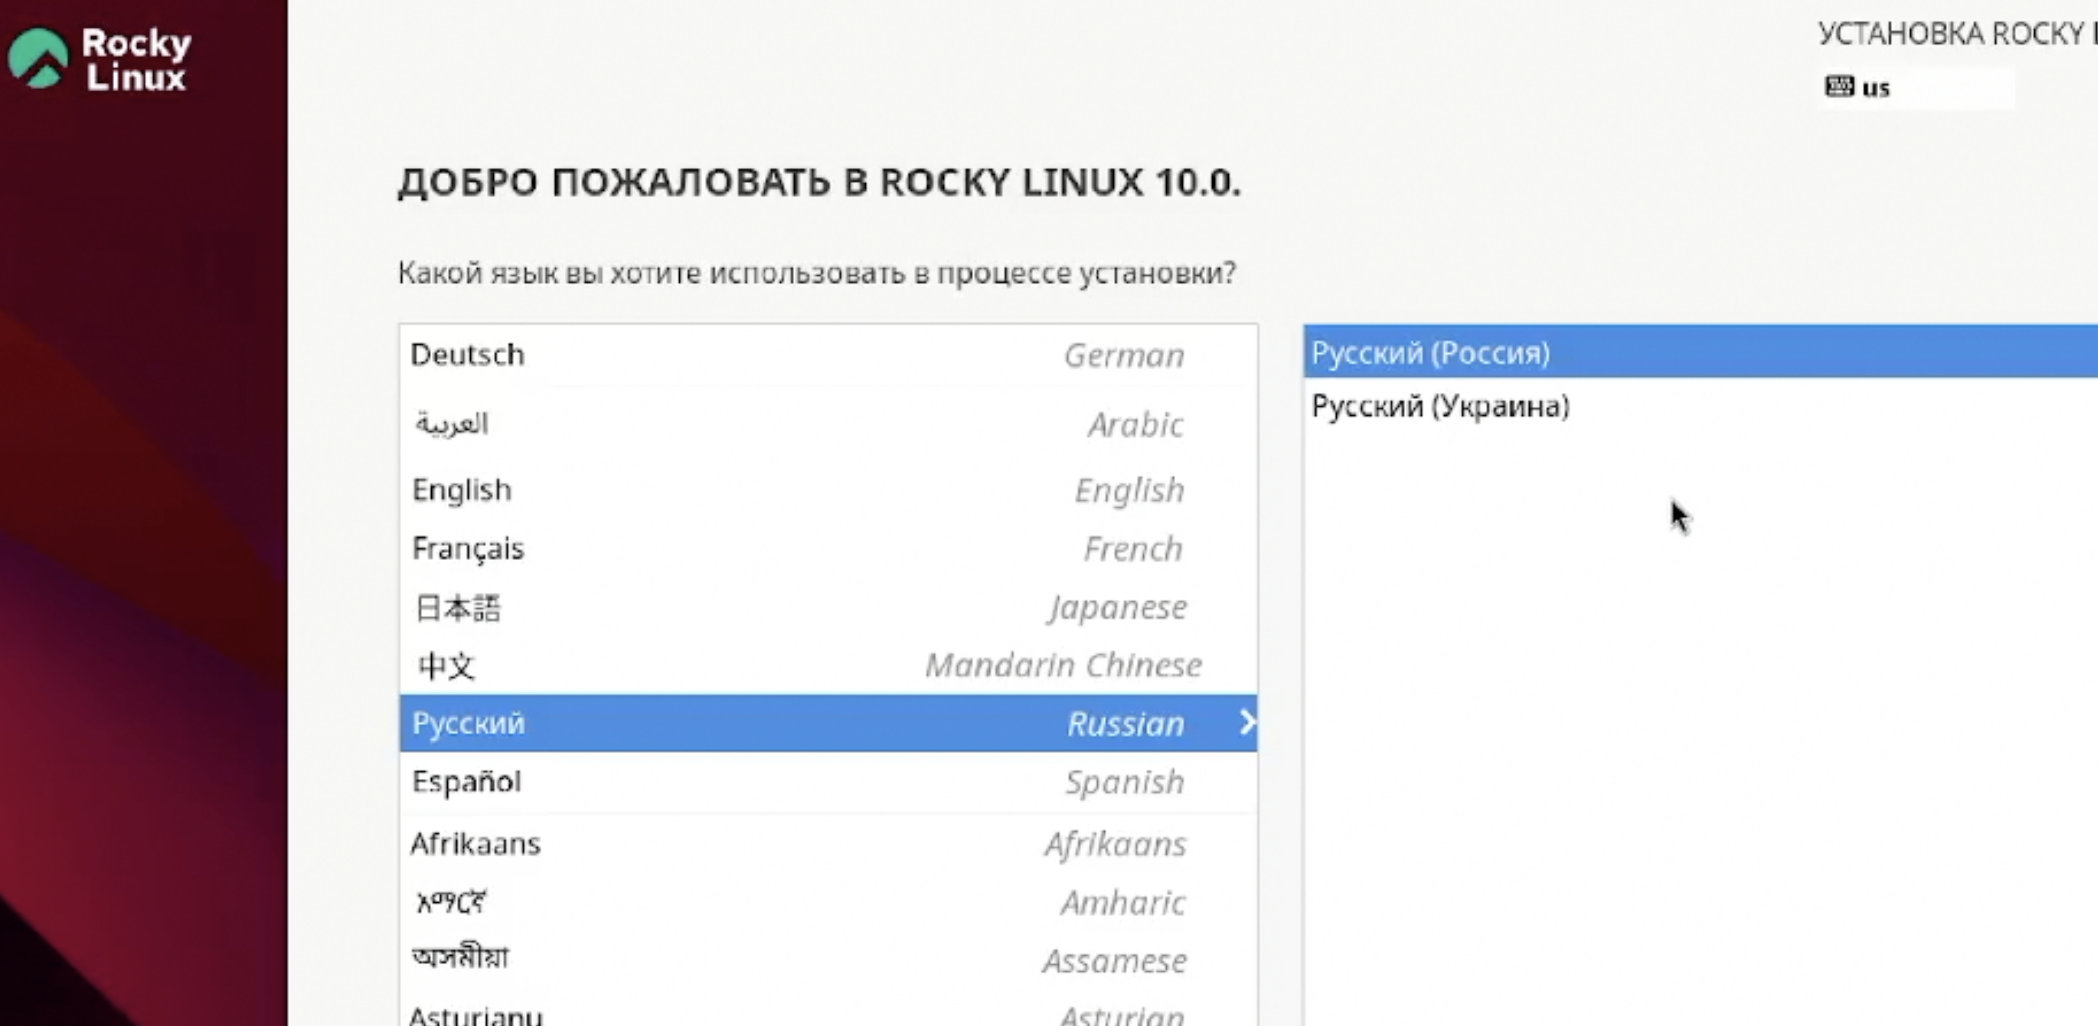 Rocky
Linux
УСТАНОВКА ROCKY
us
ДОБРО ПОЖАЛОВАТЬ В ROCKY LINUX 10.0.
Какой язык вы хотите использовать в процессе установки?
Deutsch German
العربية Arabic
English English
Français French
日本語 Japanese
中文 Mandarin Chinese
Русский Russian
Español Spanish
Afrikaans Afrikaans
አማርኛ Amharic
অসমীয়া Assamese
Asturianu Asturian
Русский (Россия)
Русский (Украина)